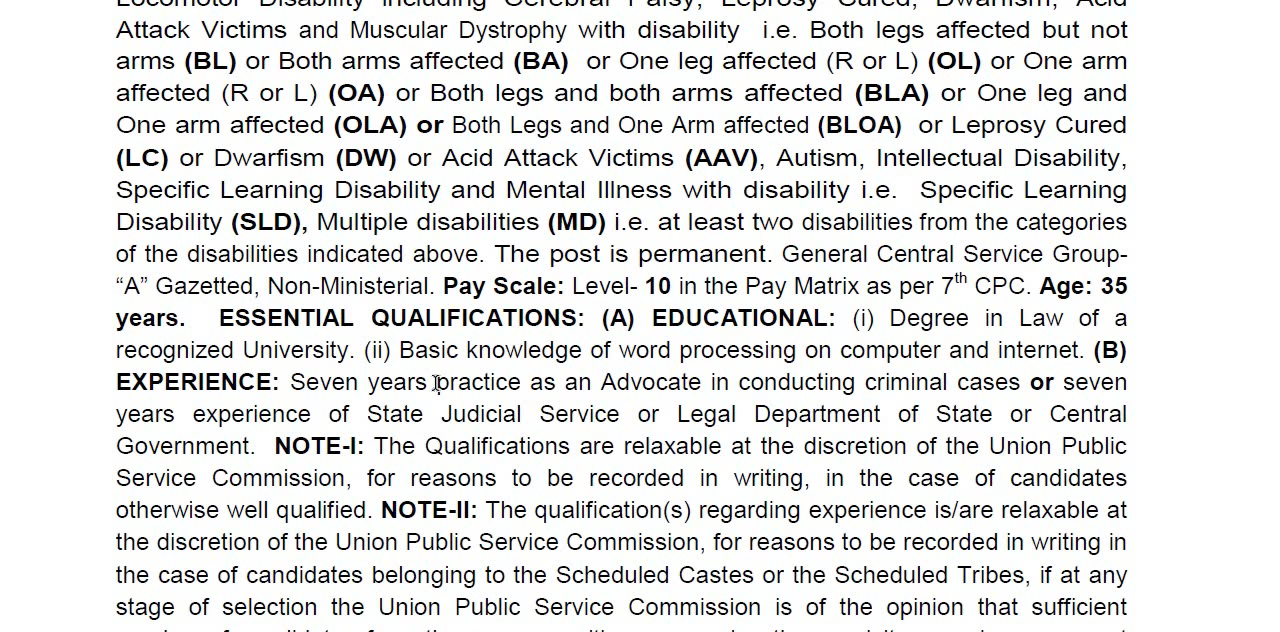 Locomotor Disability including Cerebral Palsy, Leprosy Cured, Dwarfism, Acid
Attack Victims and Muscular Dystrophy with disability i.e. Both legs affected but not
arms (BL) or Both arms affected (BA) or One leg affected (R or L) (OL) or One arm
affected (R or L) (OA) or Both legs and both arms affected (BLA) or One leg and
One arm affected (OLA) or Both Legs and One Arm affected (BLOA) or Leprosy Cured
(LC) or Dwarfism (DW) or Acid Attack Victims (AAV), Autism, Intellectual Disability,
Specific Learning Disability and Mental Illness with disability i.e. Specific Learning
Disability (SLD), Multiple disabilities (MD) i.e. at least two disabilities from the categories
of the disabilities indicated above. The post is permanent. General Central Service Group-
“A” Gazetted, Non-Ministerial. Pay Scale: Level- 10 in the Pay Matrix as per 7th CPC. Age: 35
years. ESSENTIAL QUALIFICATIONS: (A) EDUCATIONAL: (i) Degree in Law of a
recognized University. (ii) Basic knowledge of word processing on computer and internet. (B)
EXPERIENCE: Seven years practice as an Advocate in conducting criminal cases or seven
years experience of State Judicial Service or Legal Department of State or Central
Government. NOTE-I: The Qualifications are relaxable at the discretion of the Union Public
Service Commission, for reasons to be recorded in writing, in the case of candidates
otherwise well qualified. NOTE-II: The qualification(s) regarding experience is/are relaxable at
the discretion of the Union Public Service Commission, for reasons to be recorded in writing in
the case of candidates belonging to the Scheduled Castes or the Scheduled Tribes, if at any
stage of selection the Union Public Service Commission is of the opinion that sufficient